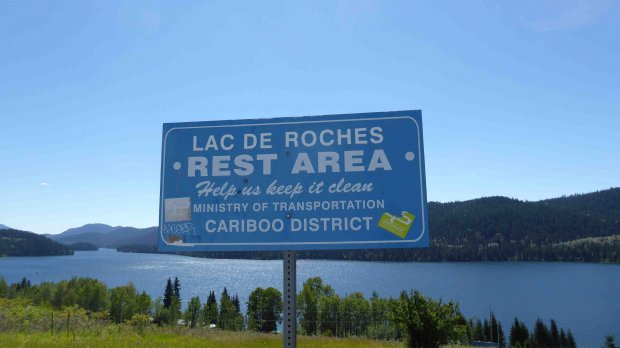 LAC DE ROCHES
REST AREA
Help us keep it clean
MINISTRY OF TRANSPORTATION
CARIBOO DISTRICT